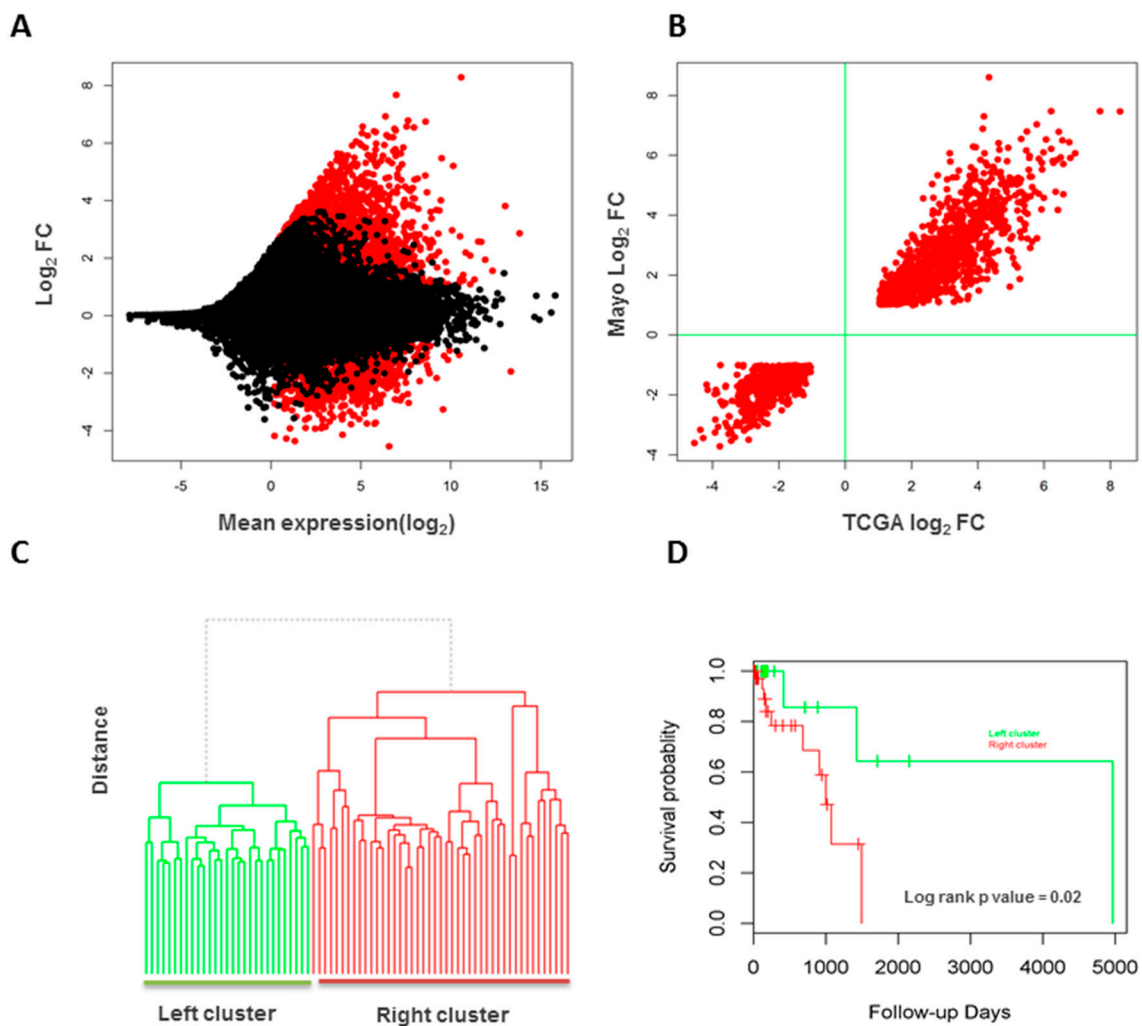 A
B
Log₂ FC
8
6
4
2
0
-2
-4
-5
0
5
10
15
Mean expression(log₂)
Mayo Log₂ FC
8
6
4
2
0
-2
-4
-4
-2
0
2
4
6
8
TCGA log₂ FC
C
D
Distance
Left cluster
Right cluster
Survival probablity
1.0
0.8
0.6
0.4
0.2
0.0
Left cluster
Right cluster
Log rank p value = 0.02
0
1000
2000
3000
4000
5000
Follow-up Days